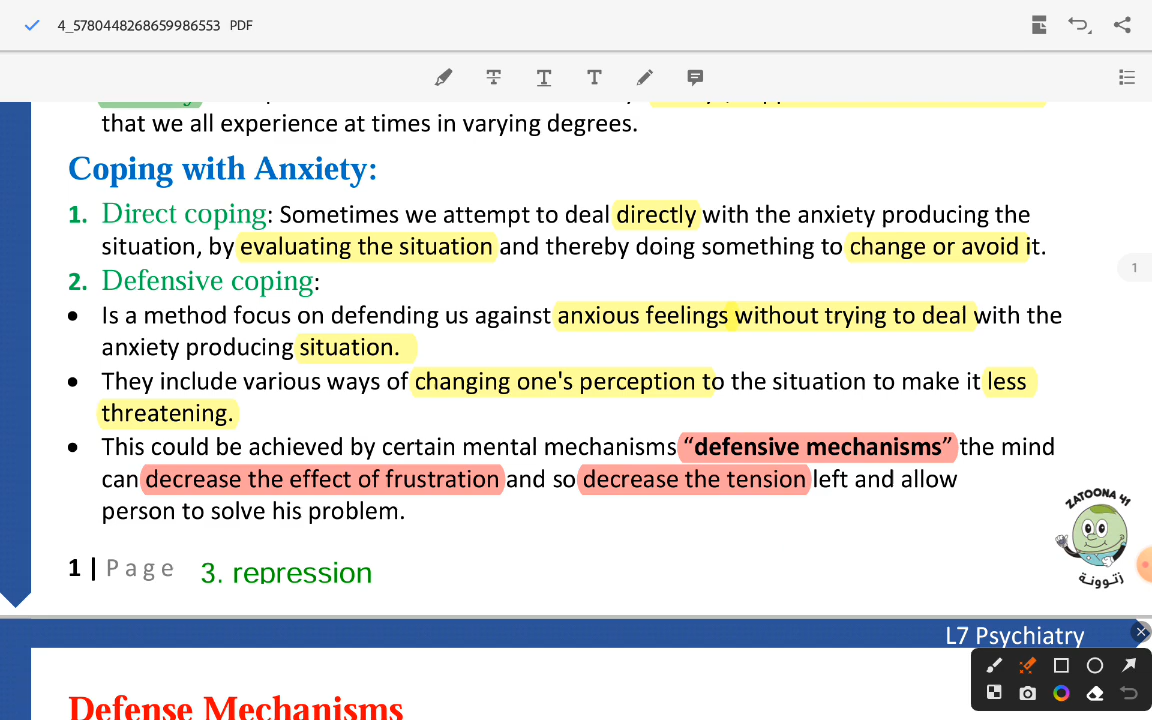 4_5780448268659986553 PDF
that we all experience at times in varying degrees.
Coping with Anxiety:
1. Direct coping: Sometimes we attempt to deal directly with the anxiety producing the
situation, by evaluating the situation and thereby doing something to change or avoid it.
2. Defensive coping:
• Is a method focus on defending us against anxious feelings without trying to deal with the
anxiety producing situation.
• They include various ways of changing one's perception to the situation to make it less
threatening.
• This could be achieved by certain mental mechanisms “defensive mechanisms” the mind
can decrease the effect of frustration and so decrease the tension left and allow
person to solve his problem.
ZATOONA 41
زتوونة
1 | Page 3. repression
1
L7 Psychiatry
Defense Mechanisms